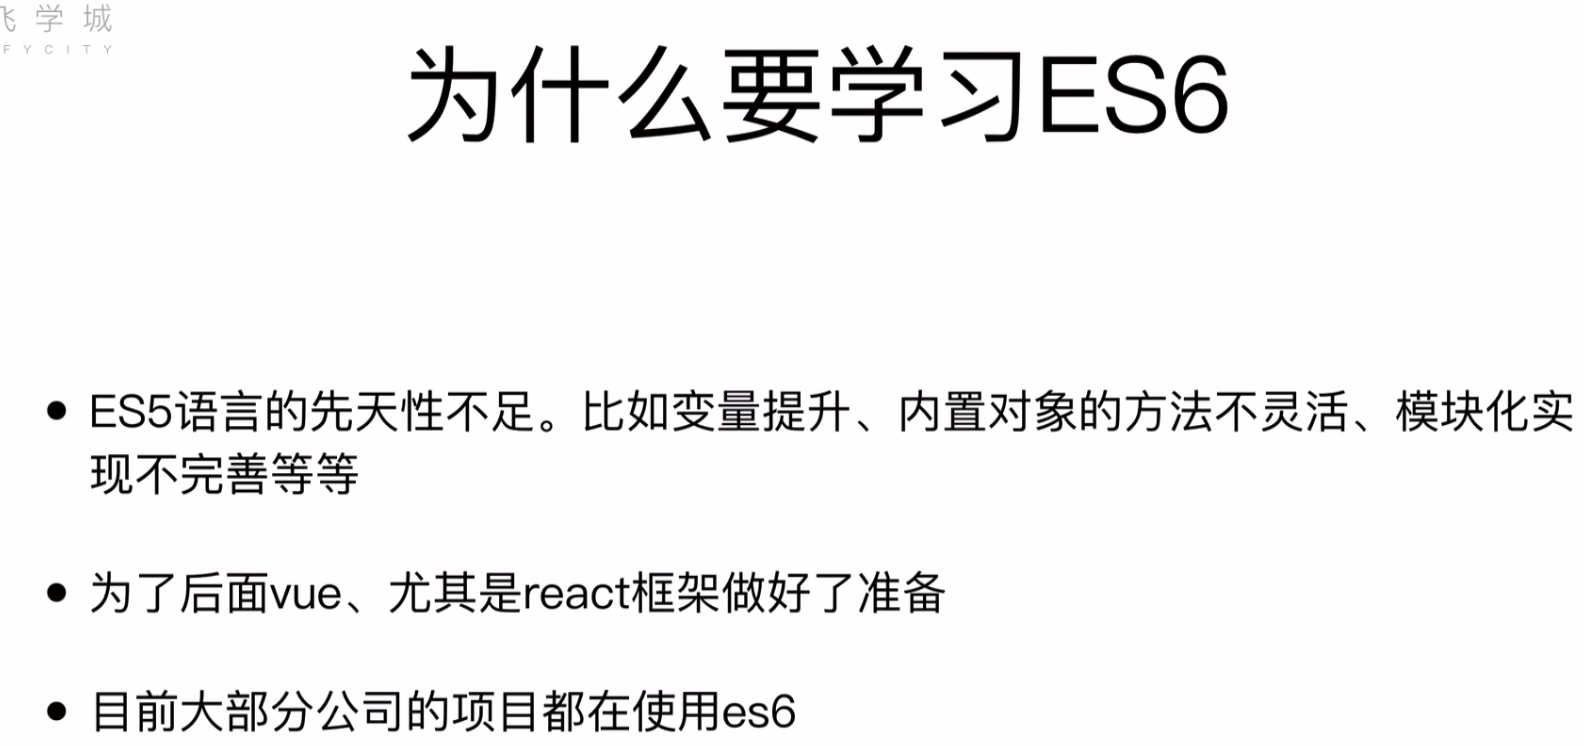 飞学城
FYCITY
为什么要学习ES6
ES5语言的先天性不足。比如变量提升、内置对象的方法不灵活、模块化实
现不完善等等
为了后面vue、尤其是react框架做好了准备
目前大部分公司的项目都在使用es6